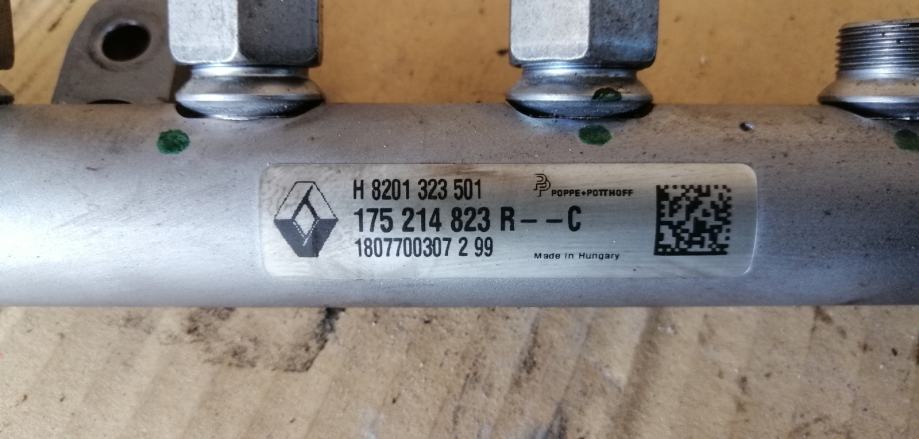 H 8201 323 501
175 214 823 R--C
1807700307 2 99
POPPE+POTTHOFF
Made in Hungary